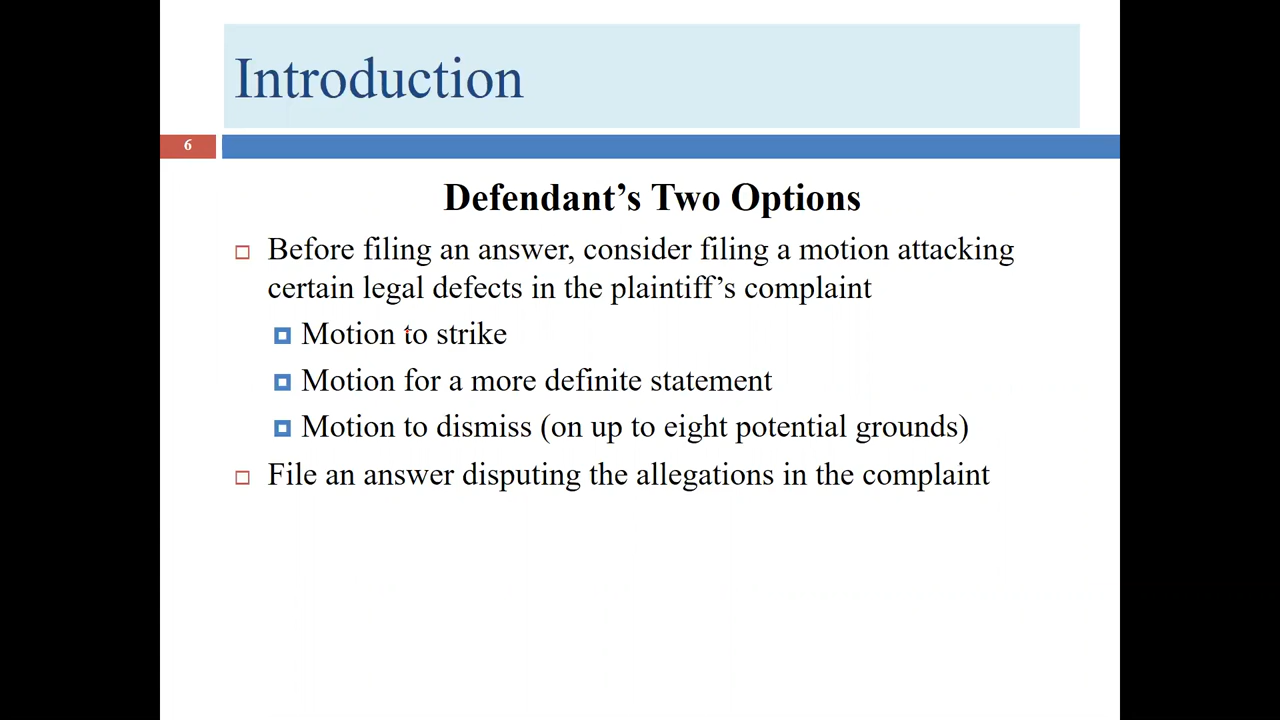 Introduction
6
Defendant’s Two Options
Before filing an answer, consider filing a motion attacking
certain legal defects in the plaintiff’s complaint
Motion to strike
Motion for a more definite statement
Motion to dismiss (on up to eight potential grounds)
File an answer disputing the allegations in the complaint